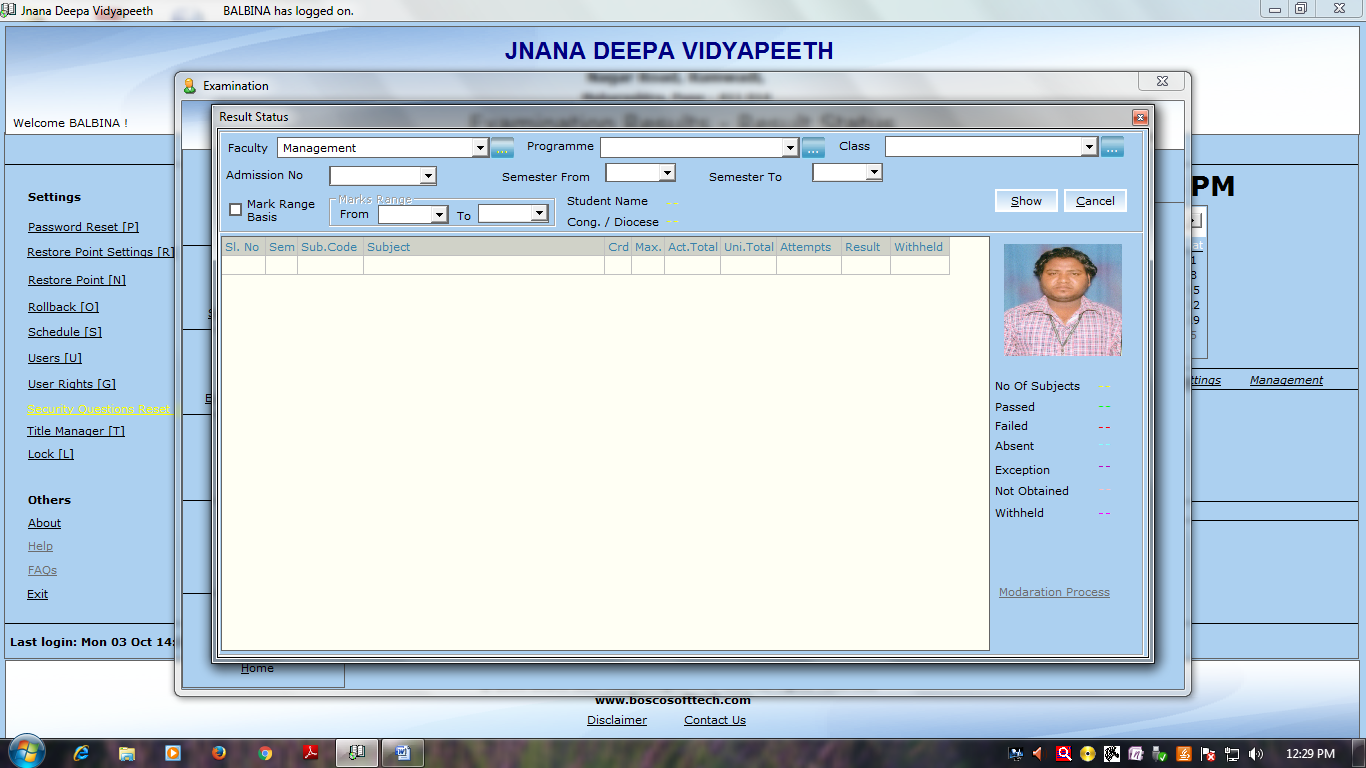 Jnana Deepa Vidyapeeth BALBINA has logged on.
JNANA DEEPA VIDYAPEETH
Examination
Welcome BALBINA !
Examination Results - Result Status
Result Status
Faculty Management ... Programme ... Class ...
Admission No Semester From Semester To
Mark Range Basis
Marks Range
From To
Student Name --
Cong. / Diocese --
Show Cancel
PM
Sl. No Sem Sub.Code Subject Crd Max. Act.Total Uni.Total Attempts Result Withheld
No Of Subjects --
Passed --
Failed --
Absent --
Exception --
Not Obtained --
Withheld --
Modaration Process
Settings
Password Reset [P]
Restore Point Settings [R]
Restore Point [N]
Rollback [O]
Schedule [S]
Users [U]
User Rights [G]
Security Questions Reset
Title Manager [T]
Lock [L]
Others
About
Help
FAQs
Exit
Last login: Mon 03 Oct 14:
Home
ttings Management
www.boscosofttech.com
Disclaimer Contact Us
12:29 PM